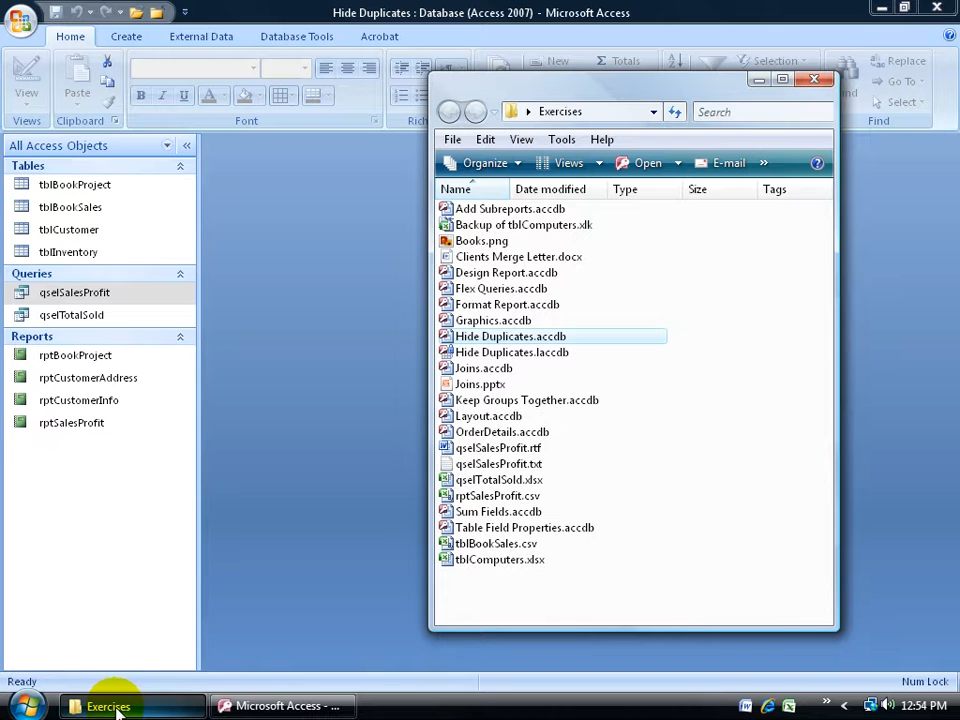 Hide Duplicates : Database (Access 2007) - Microsoft Access
Home
Create
External Data
Database Tools
Acrobat
View
Views
Paste
Clipboard
B I U
A
Font
New
Totals
Selection
Replace
Go To
Select
Find
All Access Objects
Tables
tblBookProject
tblBookSales
tblCustomer
tblInventory
Queries
qselSalesProfit
qselTotalSold
Reports
rptBookProject
rptCustomerAddress
rptCustomerInfo
rptSalesProfit
Exercises
Search
File Edit View Tools Help
Organize Views Open E-mail »
Name Date modified Type Size Tags
Add Subreports.accdb
Backup of tblComputers.xlk
Books.png
Clients Merge Letter.docx
Design Report.accdb
Flex Queries.accdb
Format Report.accdb
Graphics.accdb
Hide Duplicates.accdb
Hide Duplicates.laccdb
Joins.accdb
Joins.pptx
Keep Groups Together.accdb
Layout.accdb
OrderDetails.accdb
qselSalesProfit.rtf
qselSalesProfit.txt
qselTotalSold.xlsx
rptSalesProfit.csv
Sum Fields.accdb
Table Field Properties.accdb
tblBookSales.csv
tblComputers.xlsx
Ready
Num Lock
Exercises
Microsoft Access - ...
12:54 PM